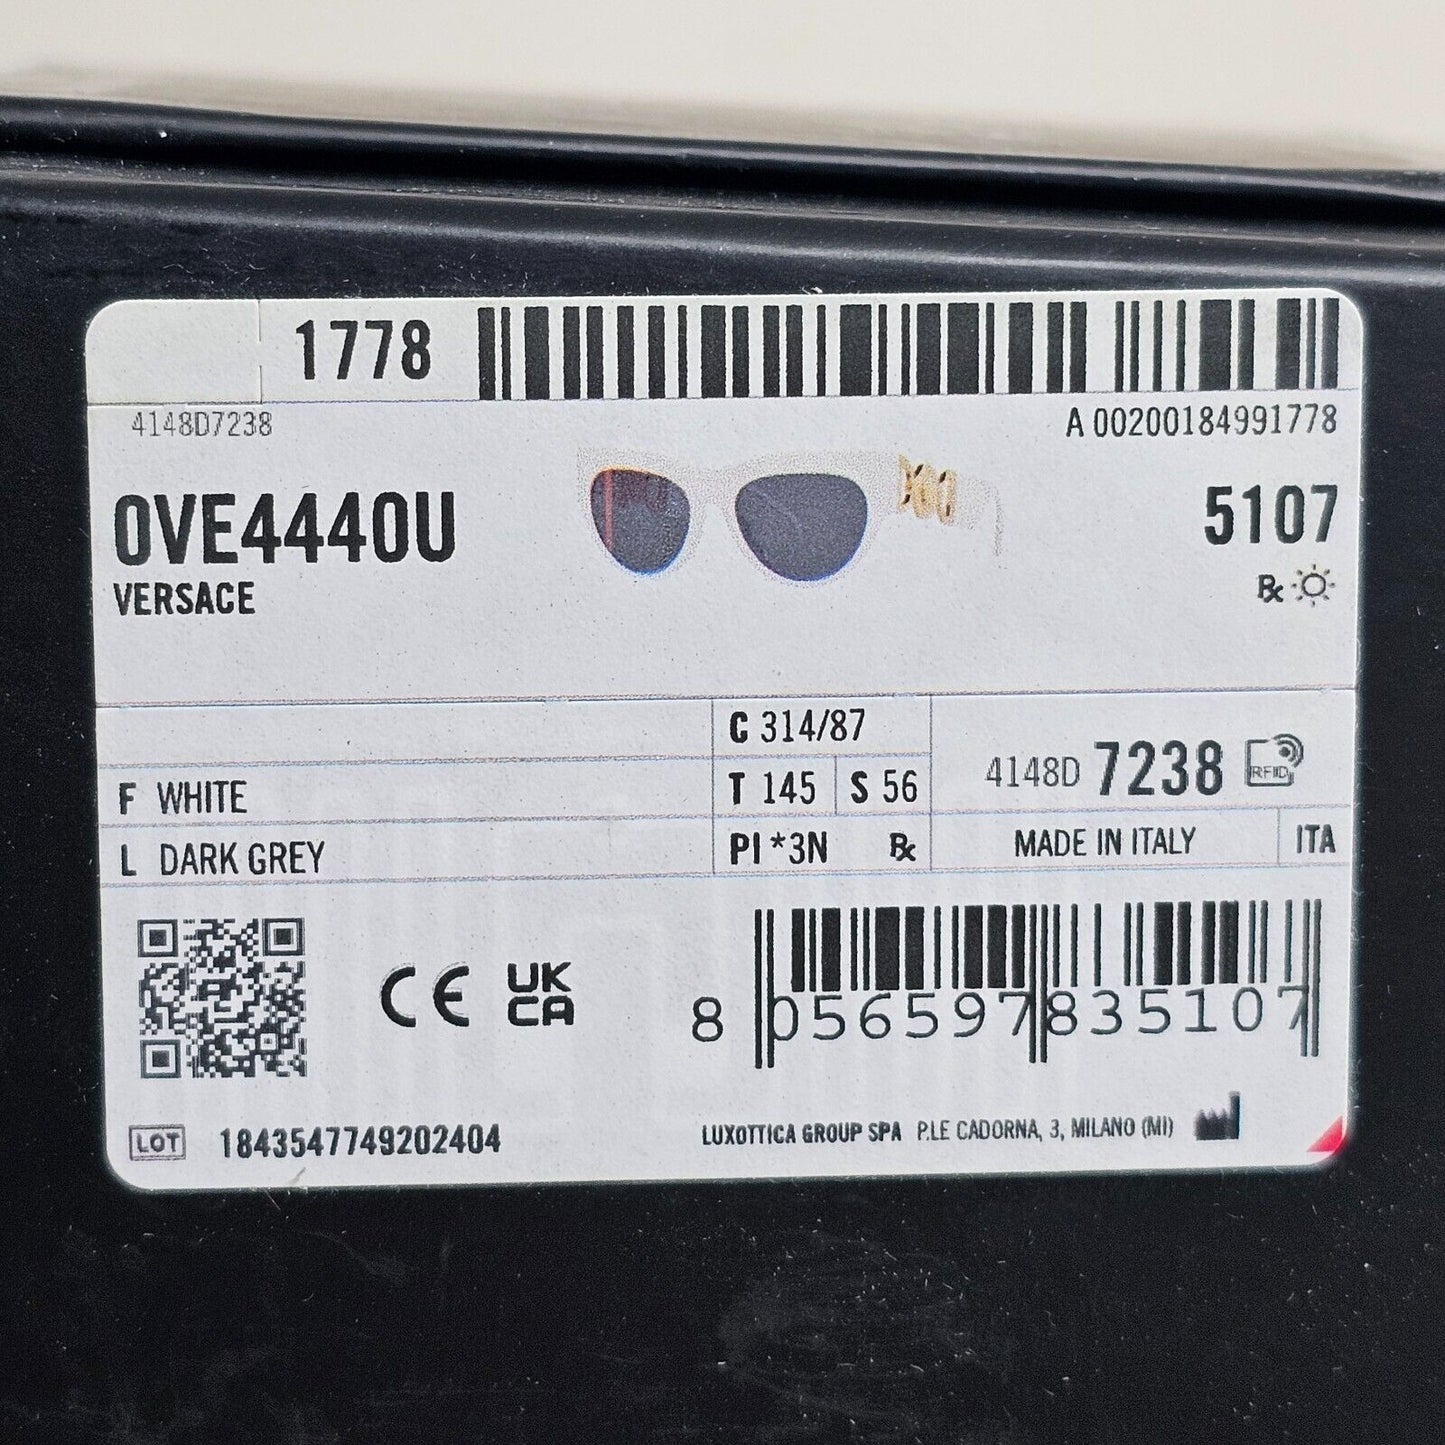 1778
4148D7238
A 00200184991778
0VE4440U
5107
VERSACE
Rx
C 314/87
F WHITE
T 145 S 56
4148D 7238 RFID
L DARK GREY
PI *3N Rx
MADE IN ITALY ITA
CE UK CA
8 056597 835107
LOT 1843547749202404
LUXOTTICA GROUP SPA P.LE CADORNA, 3, MILANO (MI)